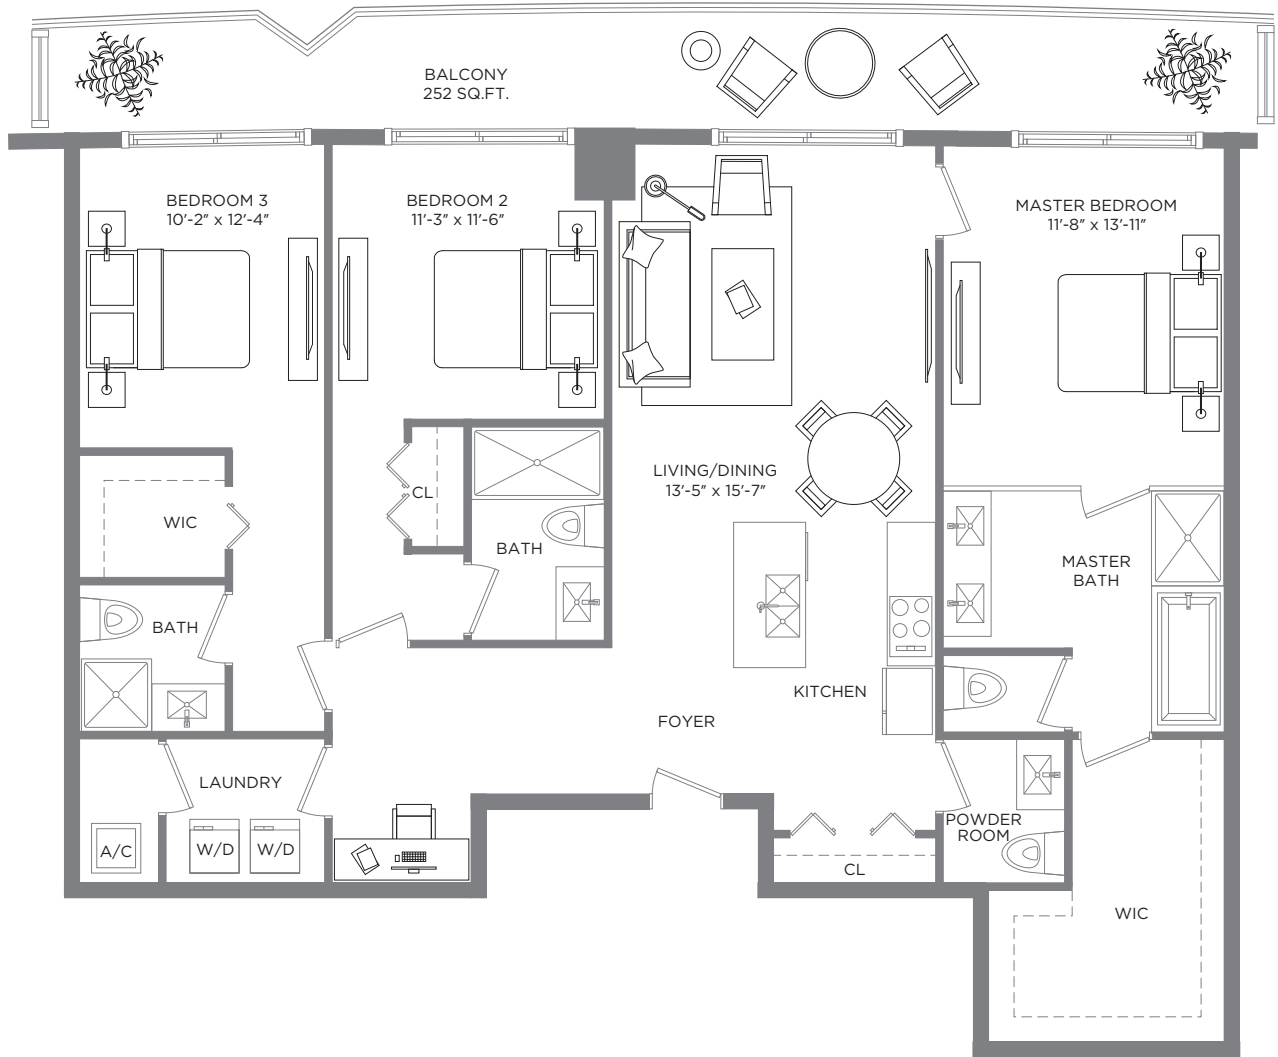 BALCONY
252 SQ.FT.
BEDROOM 3
10'-2" x 12'-4"
BEDROOM 2
11'-3" x 11'-6"
MASTER BEDROOM
11'-8" x 13'-11"
LIVING/DINING
13'-5" x 15'-7"
CL
WIC
BATH
MASTER
BATH
BATH
KITCHEN
FOYER
LAUNDRY
POWDER
ROOM
A/C
W/D
W/D
CL
WIC